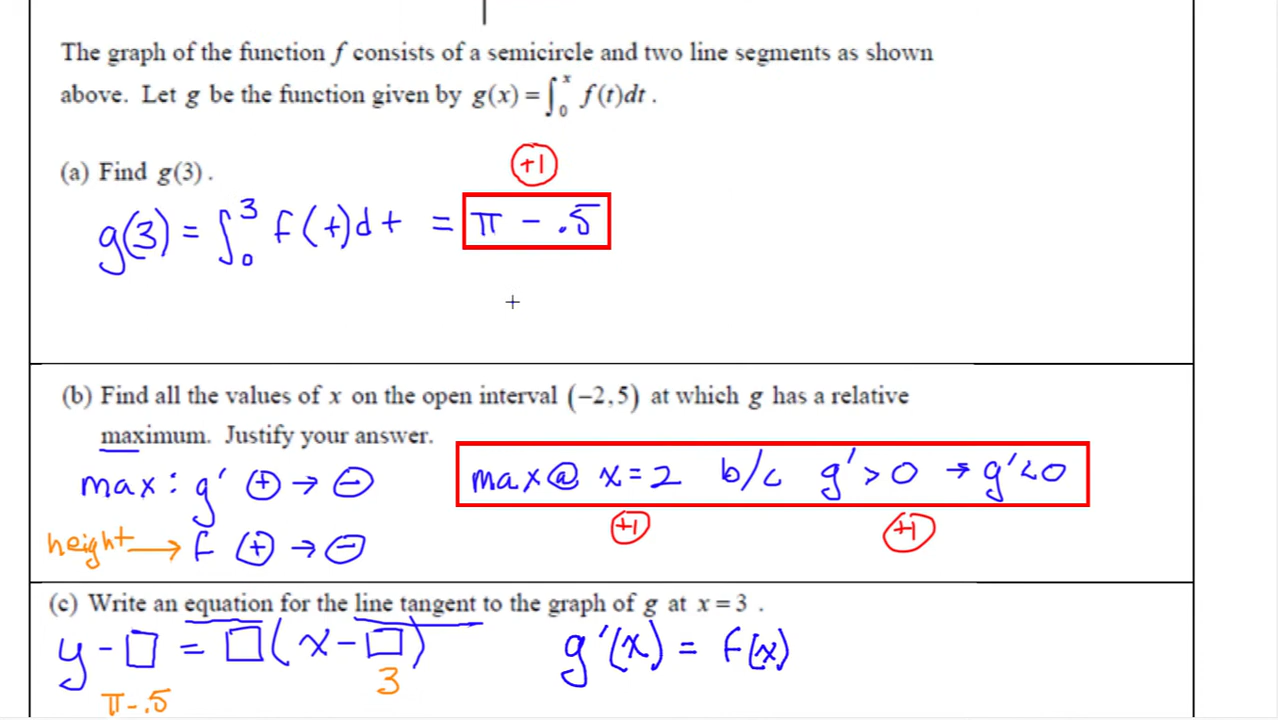 The graph of the function f consists of a semicircle and two line segments as shown
above. Let g be the function given by g(x) = ∫₀ˣ f(t)dt .
+1
(a) Find g(3) .
g(3) = ∫₀³ f(t)dt = π - .5
(b) Find all the values of x on the open interval (−2,5) at which g has a relative
maximum. Justify your answer.
max : g' ⊕ → ⊖
max @ x = 2 b/c g' > 0 → g' < 0
+1 +1
height → f ⊕ → ⊖
(c) Write an equation for the line tangent to the graph of g at x = 3 .
y - □ = □ ( x - □ ) g'(x) = f(x)
π - .5 3